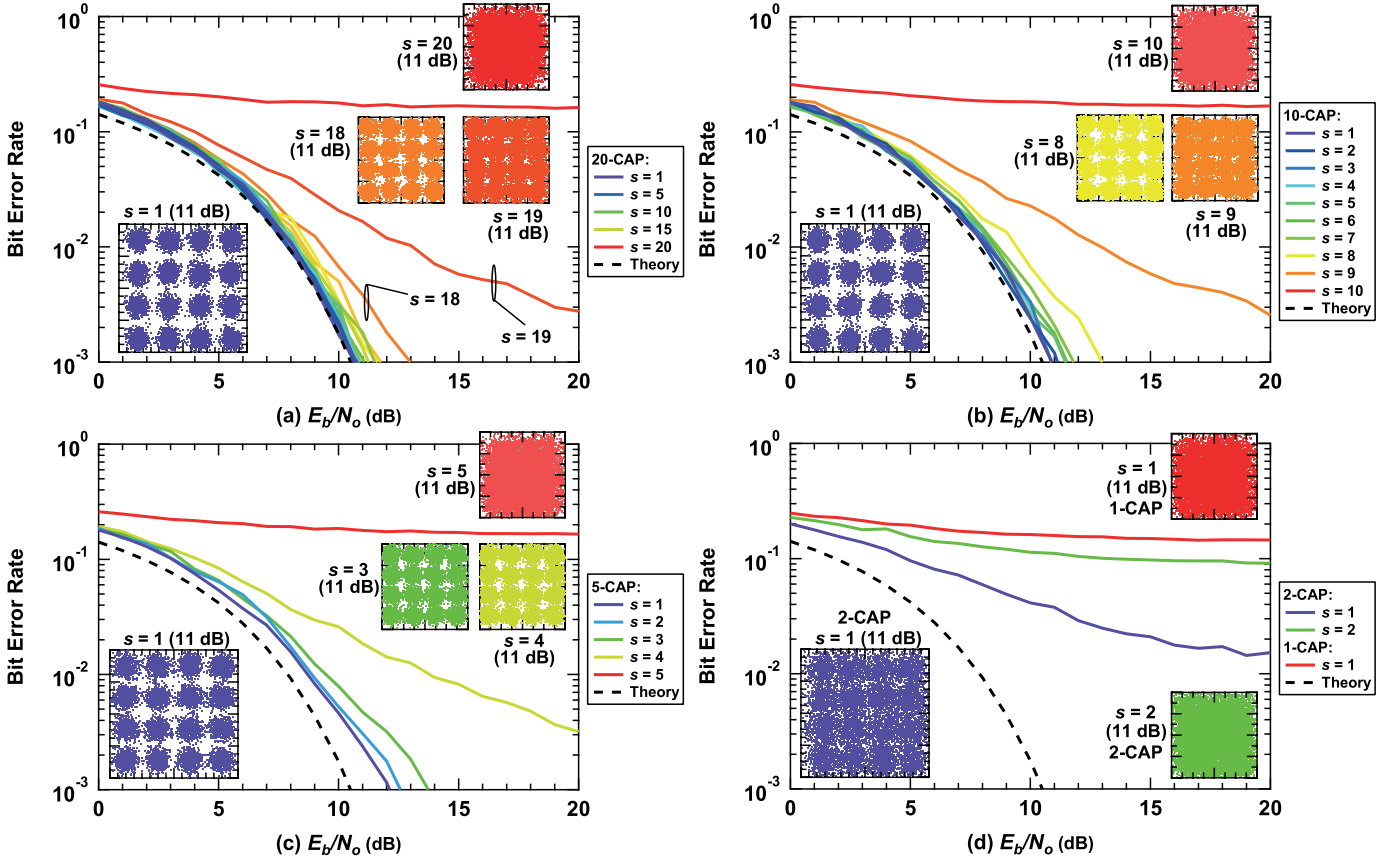 10⁰
10⁻¹
10⁻²
10⁻³
Bit Error Rate
s = 20
(11 dB)
s = 18
(11 dB)
s = 19
(11 dB)
s = 1 (11 dB)
s = 18
s = 19
20-CAP:
s = 1
s = 5
s = 10
s = 15
s = 20
Theory
0 5 10 15 20
(a) E_b/N_o (dB)
10⁰
10⁻¹
10⁻²
10⁻³
Bit Error Rate
s = 10
(11 dB)
s = 8
(11 dB)
s = 9
(11 dB)
s = 1 (11 dB)
10-CAP:
s = 1
s = 2
s = 3
s = 4
s = 5
s = 6
s = 7
s = 8
s = 9
s = 10
Theory
0 5 10 15 20
(b) E_b/N_o (dB)
10⁰
10⁻¹
10⁻²
10⁻³
Bit Error Rate
s = 5
(11 dB)
s = 3
(11 dB)
s = 4
(11 dB)
s = 1 (11 dB)
5-CAP:
s = 1
s = 2
s = 3
s = 4
s = 5
Theory
0 5 10 15 20
(c) E_b/N_o (dB)
10⁰
10⁻¹
10⁻²
10⁻³
Bit Error Rate
s = 1
(11 dB)
1-CAP
2-CAP
s = 1 (11 dB)
s = 2
(11 dB)
2-CAP
2-CAP:
s = 1
s = 2
1-CAP:
s = 1
Theory
0 5 10 15 20
(d) E_b/N_o (dB)